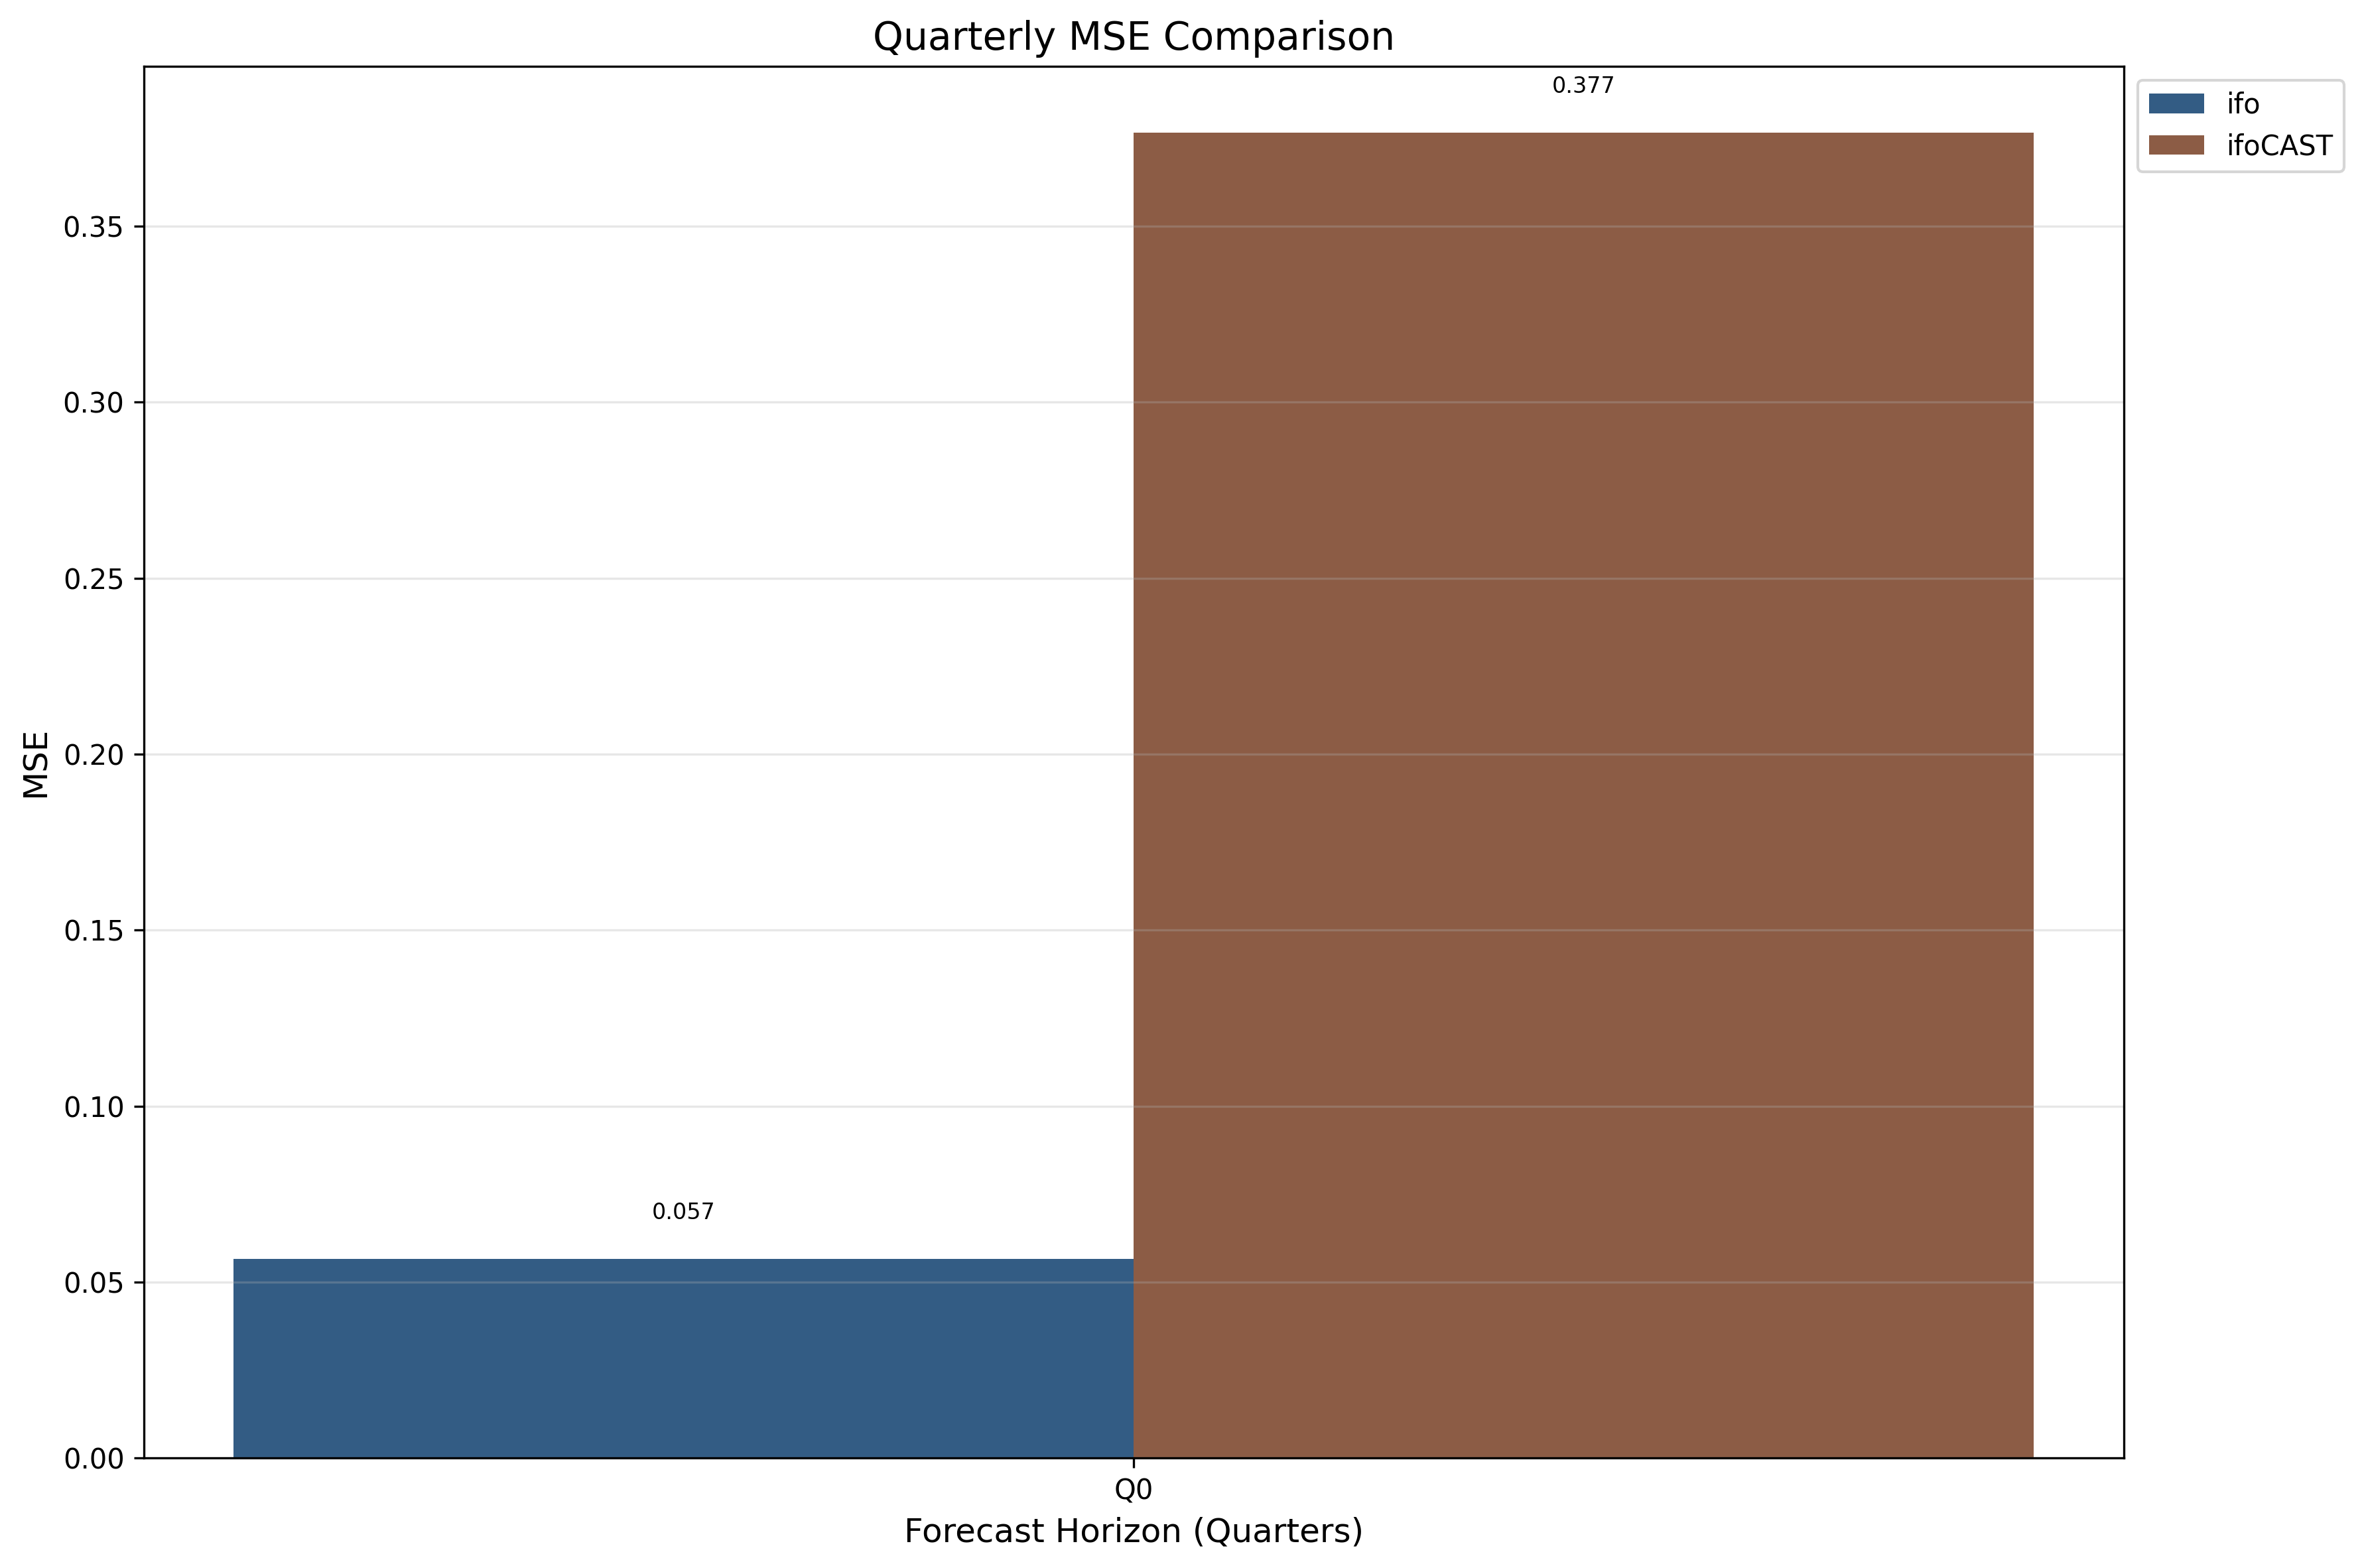 Quarterly MSE Comparison
0.377
ifo
ifoCAST
0.35
0.30
0.25
0.20
0.15
0.10
0.05
0.00
MSE
0.057
Q0
Forecast Horizon (Quarters)